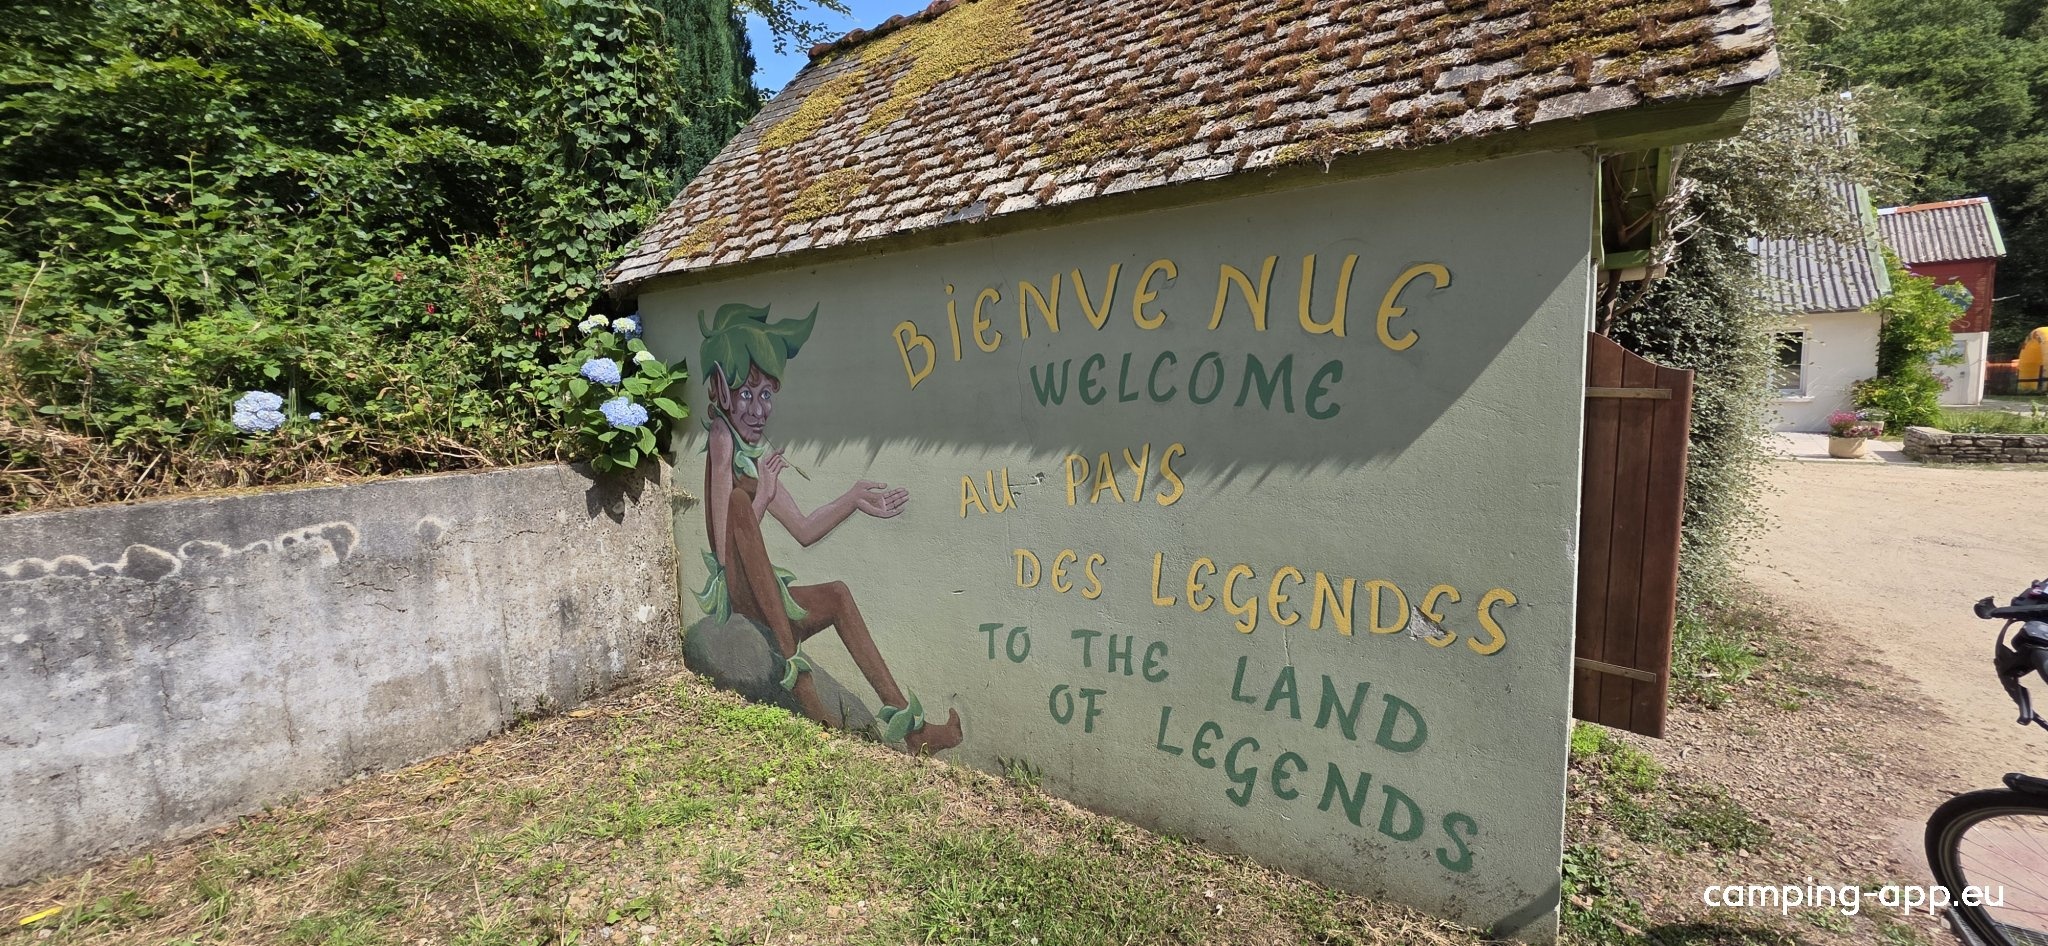 BIENVENUE
WELCOME
AU PAYS
DES LEGENDES
TO THE LAND
OF LEGENDS
camping-app.eu